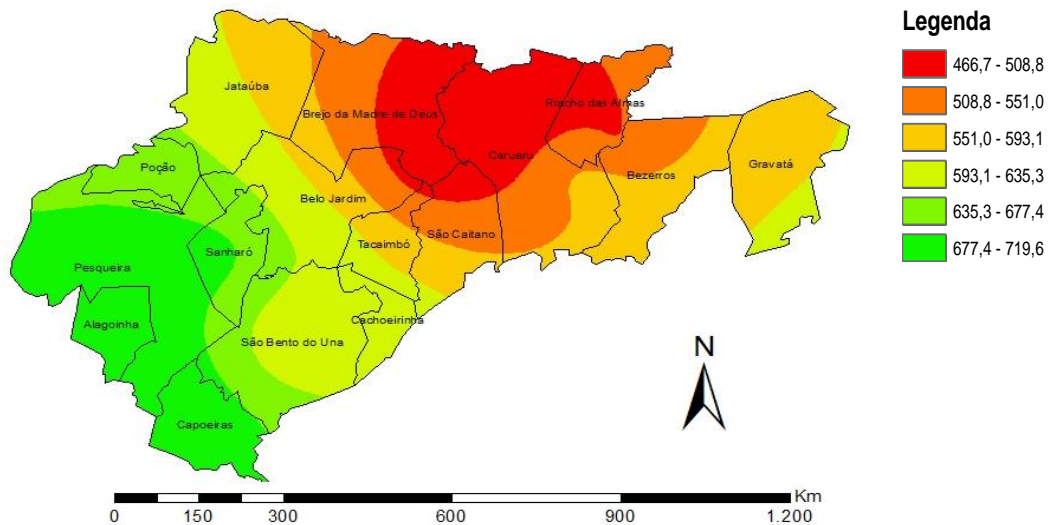 Legenda
466,7 - 508,8
508,8 - 551,0
551,0 - 593,1
593,1 - 635,3
635,3 - 677,4
677,4 - 719,6
Jataúba
Brejo da Madre de Deus
Riacho das Almas
Caruaru
Poção
Bezerros
Gravatá
Belo Jardim
São Caitano
Tacaimbó
Sanharó
Pesqueira
Alagoinha
Cachoeirinha
São Bento do Una
Capoeiras
N
Km
0 150 300 600 900 1.200